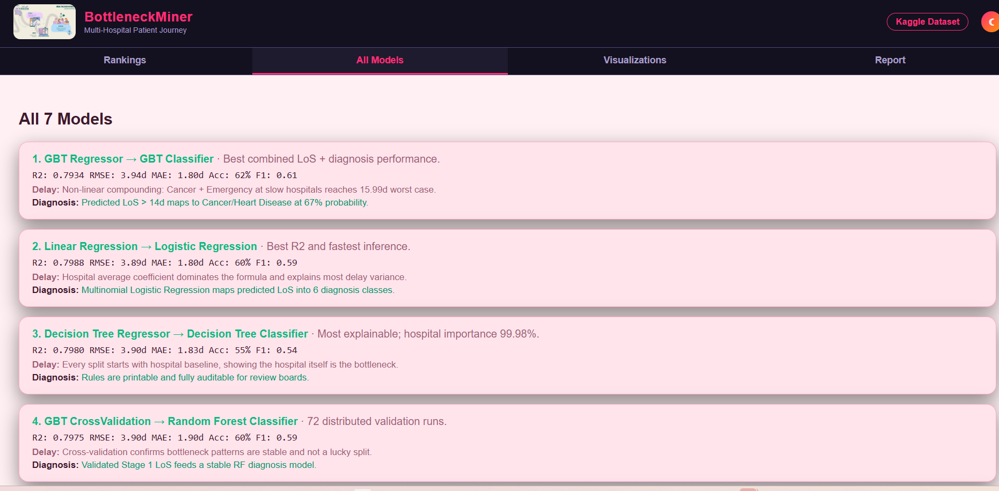 BottleneckMiner
Multi-Hospital Patient Journey
Kaggle Dataset
Rankings
All Models
Visualizations
Report
All 7 Models
1. GBT Regressor → GBT Classifier · Best combined LoS + diagnosis performance.
R2: 0.7934 RMSE: 3.94d MAE: 1.80d Acc: 62% F1: 0.61
Delay: Non-linear compounding: Cancer + Emergency at slow hospitals reaches 15.99d worst case.
Diagnosis: Predicted LoS > 14d maps to Cancer/Heart Disease at 67% probability.
2. Linear Regression → Logistic Regression · Best R2 and fastest inference.
R2: 0.7988 RMSE: 3.89d MAE: 1.80d Acc: 60% F1: 0.59
Delay: Hospital average coefficient dominates the formula and explains most delay variance.
Diagnosis: Multinomial Logistic Regression maps predicted LoS into 6 diagnosis classes.
3. Decision Tree Regressor → Decision Tree Classifier · Most explainable; hospital importance 99.98%.
R2: 0.7980 RMSE: 3.90d MAE: 1.83d Acc: 55% F1: 0.54
Delay: Every split starts with hospital baseline, showing the hospital itself is the bottleneck.
Diagnosis: Rules are printable and fully auditable for review boards.
4. GBT CrossValidation → Random Forest Classifier · 72 distributed validation runs.
R2: 0.7975 RMSE: 3.90d MAE: 1.90d Acc: 60% F1: 0.59
Delay: Cross-validation confirms bottleneck patterns are stable and not a lucky split.
Diagnosis: Validated Stage 1 LoS feeds a stable RF diagnosis model.